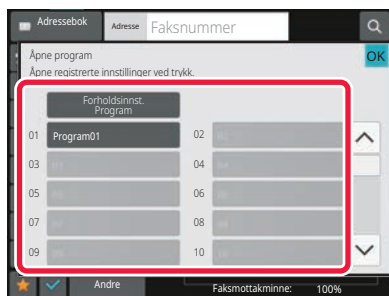 Adressebok
Adresse
Faksnummer
Åpne program
OK
Åpne registrerte innstillinger ved trykk.
Forholdsinnst.
Program
01 Program01
02
03
04
05
06
07
08
09
10
Andre
Faksmottakminne: 100%